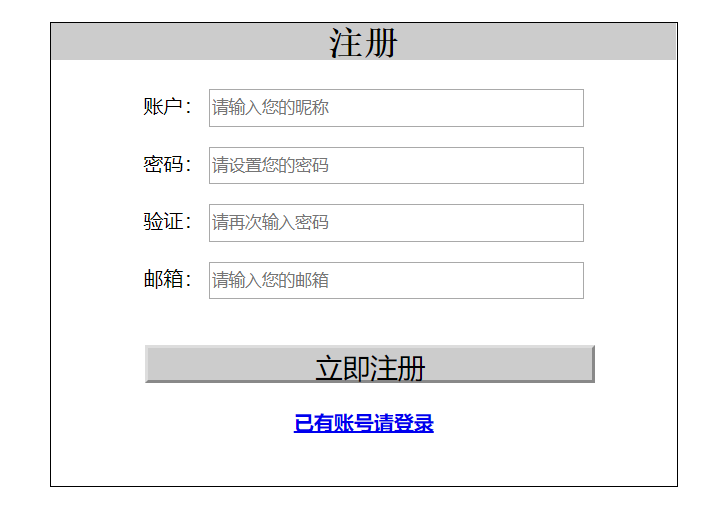 注册
账户： 请输入您的昵称
密码： 请设置您的密码
验证： 请再次输入密码
邮箱： 请输入您的邮箱
立即注册
已有账号请登录